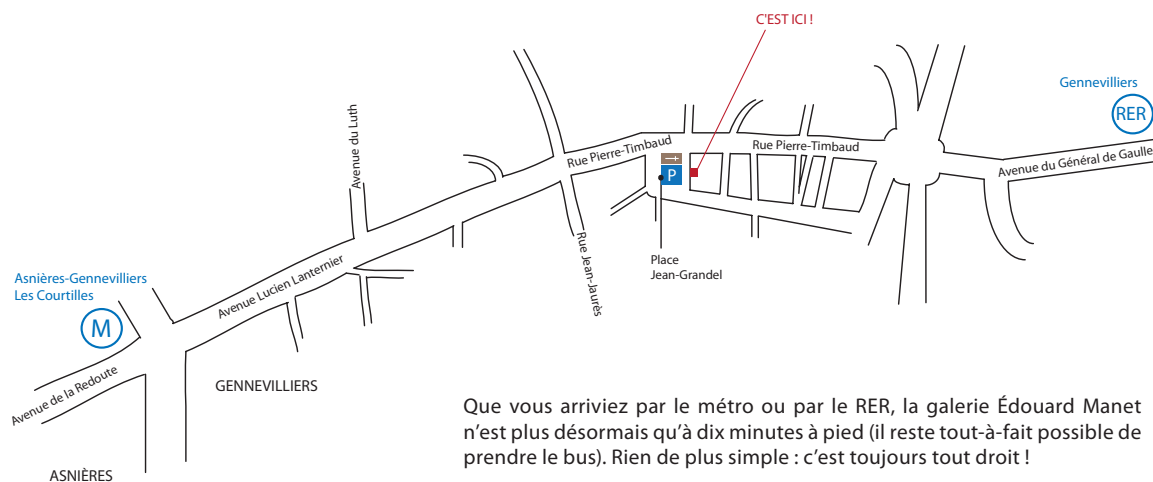 C'EST ICI !
Gennevilliers
RER
Avenue du Luth
Rue Pierre-Timbaud
Rue Pierre-Timbaud
Avenue du Général de Gaulle
P
Rue Jean-Jaurès
Place
Jean-Grandel
Asnières-Gennevilliers
Les Courtilles
M
Avenue Lucien Lanternier
Avenue de la Redoute
GENNEVILLIERS
ASNIÈRES
Que vous arriviez par le métro ou par le RER, la galerie Édouard Manet
n'est plus désormais qu'à dix minutes à pied (il reste tout-à-fait possible de
prendre le bus). Rien de plus simple : c'est toujours tout droit !